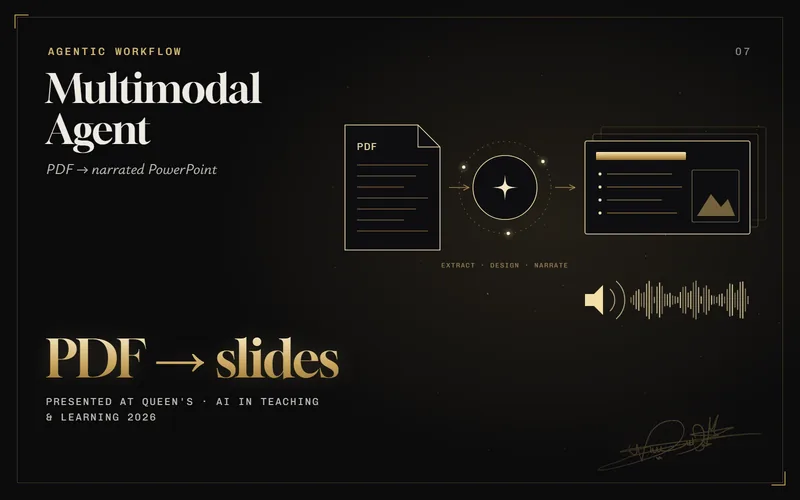 AGENTIC WORKFLOW
07
Multimodal
Agent
PDF → narrated PowerPoint
PDF
EXTRACT · DESIGN · NARRATE
PDF → slides
PRESENTED AT QUEEN'S · AI IN TEACHING
& LEARNING 2026